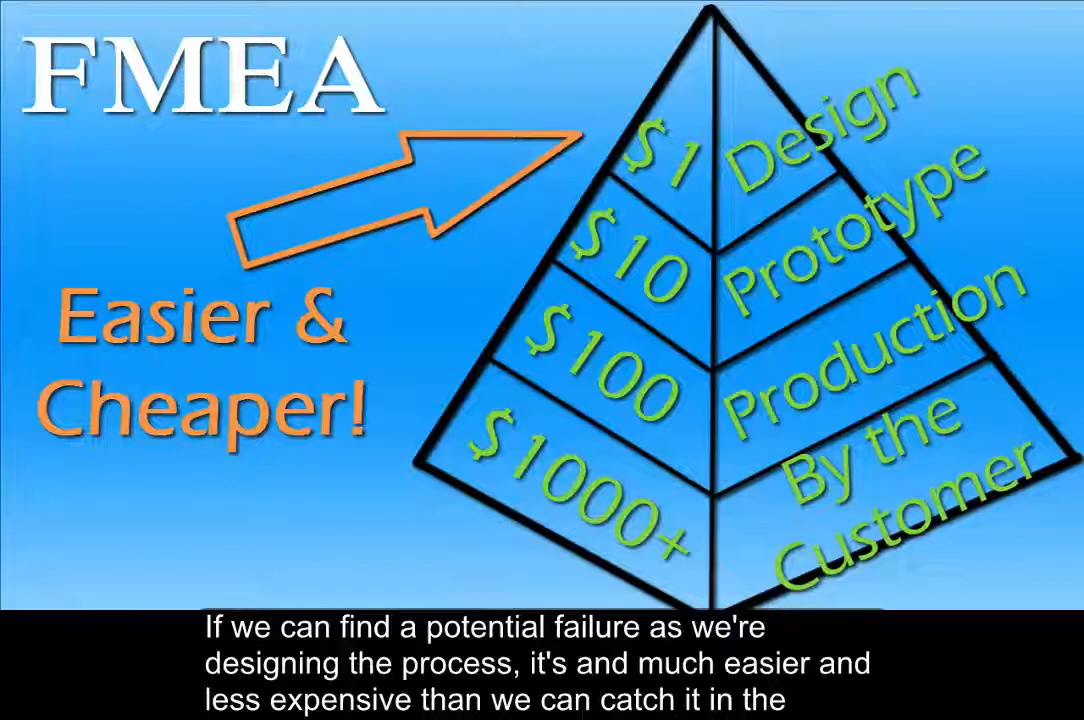 FMEA
Easier &
Cheaper!
$1 Design
$10 Prototype
$100 Production
$1000+ By the
Customer
If we can find a potential failure as we're
designing the process, it's and much easier and
less expensive than we can catch it in the